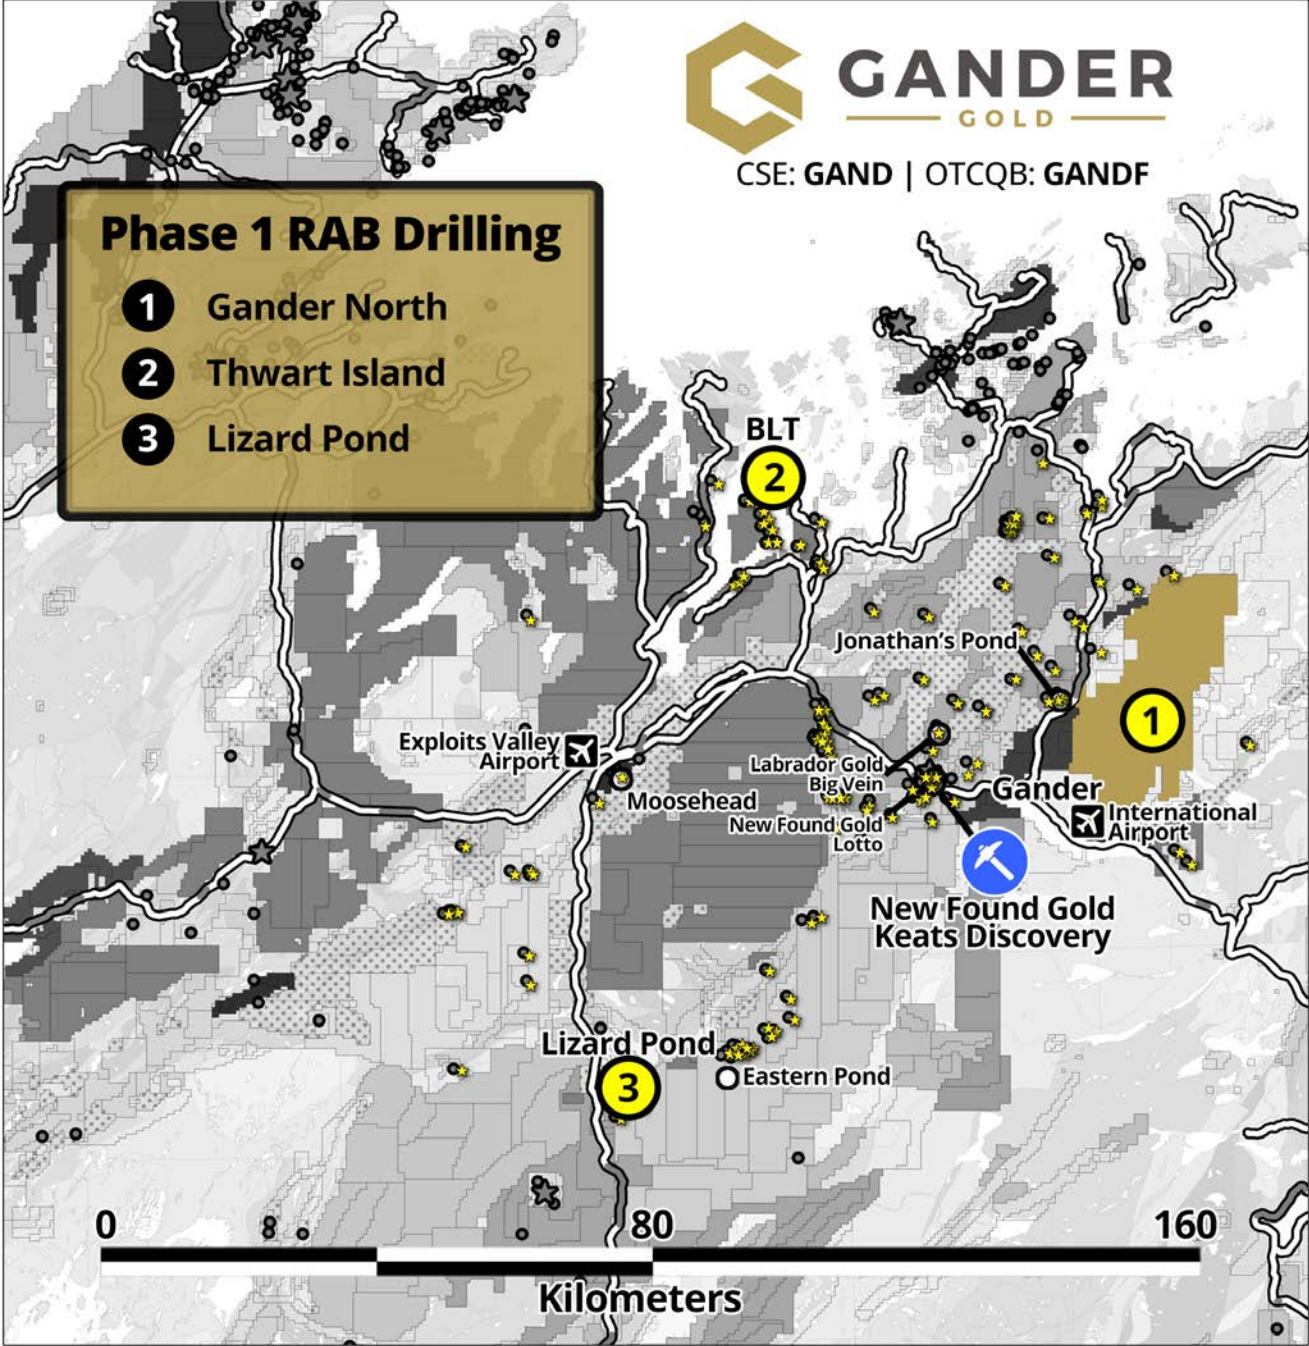 GANDER
GOLD
CSE: GAND | OTCQB: GANDF
Phase 1 RAB Drilling
1 Gander North
2 Thwart Island
3 Lizard Pond
BLT
2
Jonathan's Pond
1
Exploits Valley
Airport
Labrador Gold
Big Vein
Moosehead
New Found Gold
Lotto
Gander
International
Airport
New Found Gold
Keats Discovery
Lizard Pond
3
Eastern Pond
0 80 160
Kilometers